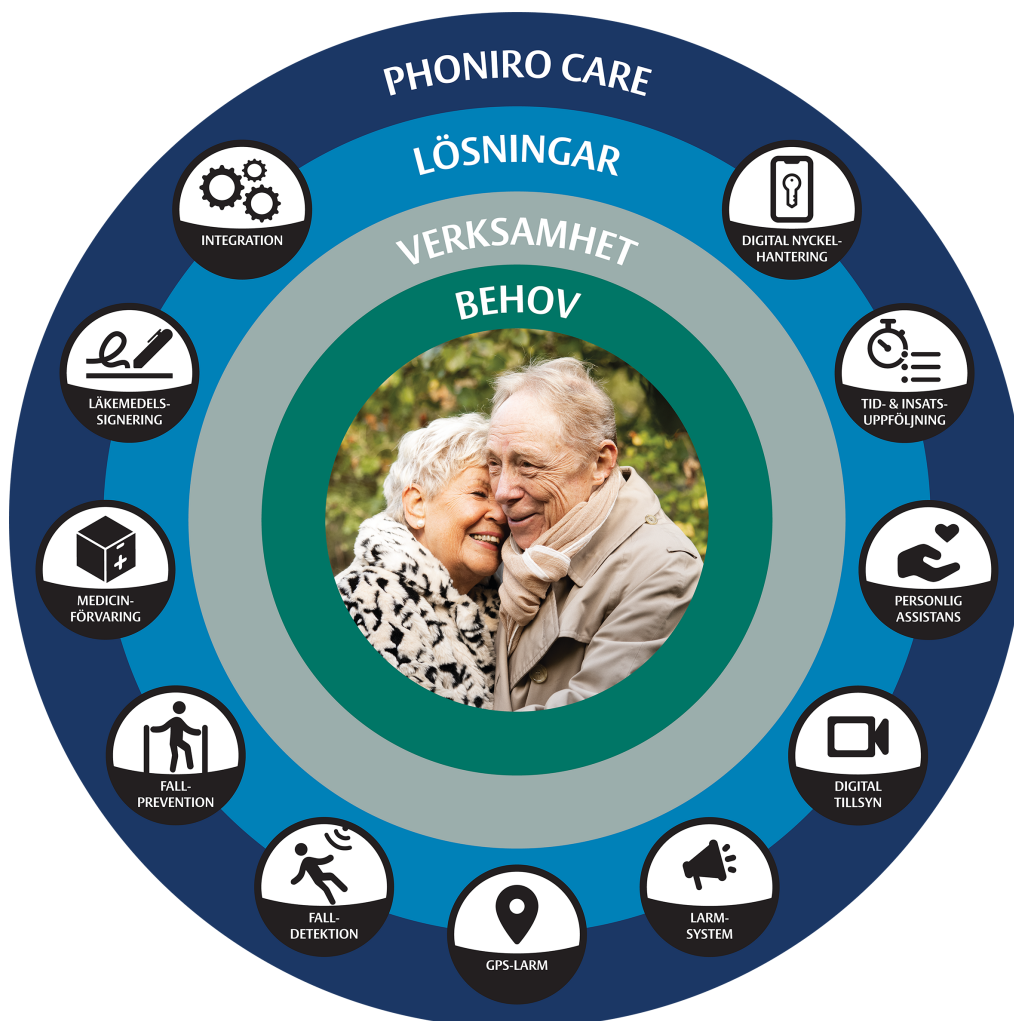 PHONIRO CARE
LÖSNINGAR
VERKSAMHET
BEHOV
INTEGRATION
DIGITAL NYCKEL-
HANTERING
LÄKEMEDELS-
SIGNERING
TID- & INSATS-
UPPFÖLJNING
MEDICIN-
FÖRVARING
PERSONLIG
ASSISTANS
FALL-
PREVENTION
DIGITAL
TILLSYN
FALL-
DETEKTION
LARM-
SYSTEM
GPS-LARM